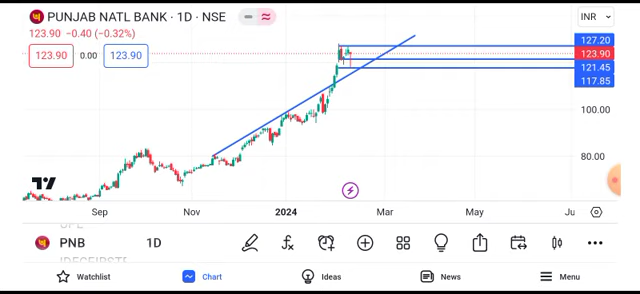 PUNJAB NATL BANK · 1D · NSE
INR
123.90 −0.40 (−0.32%)
123.90 0.00 123.90
127.20
123.90
121.45
117.85
100.00
80.00
Sep Nov 2024 Mar May Ju
PNB 1D
Watchlist Chart Ideas News Menu